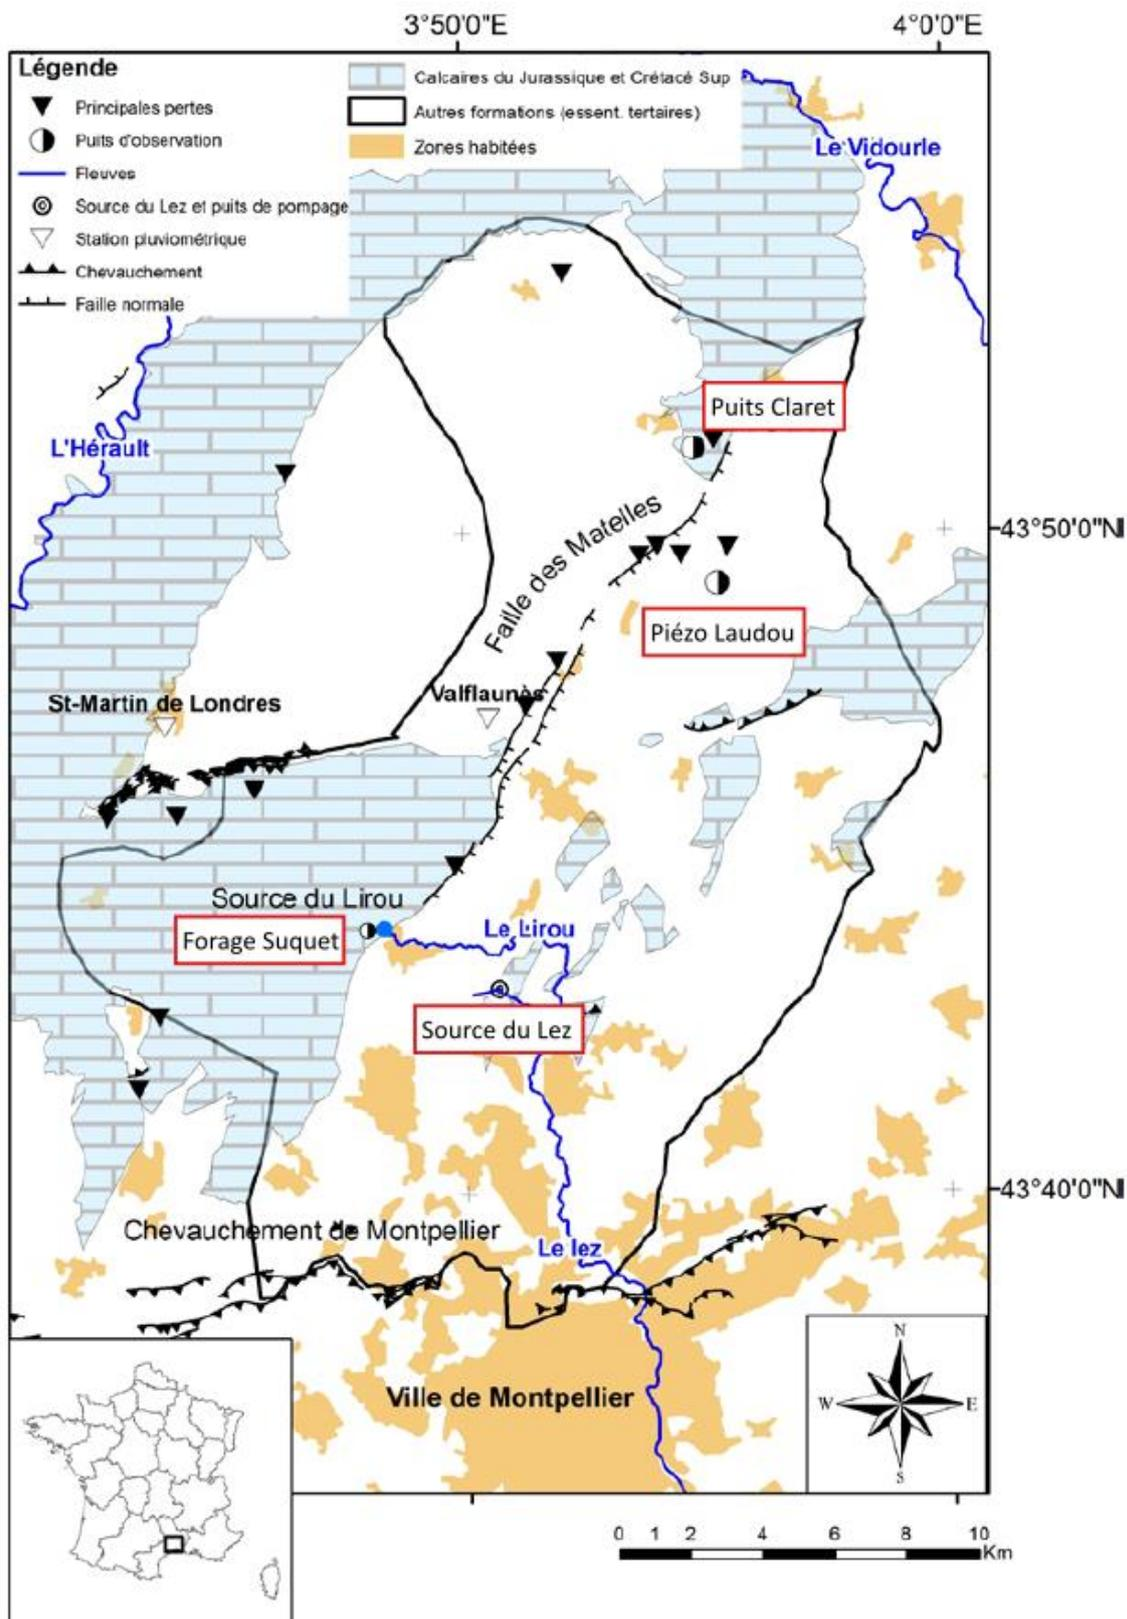 3°50'0"E
4°0'0"E
Légende
Principales pertes
Puits d'observation
Fleuves
Source du Lez et puits de pompage
Station pluviométrique
Chevauchement
Faille normale
Calcaires du Jurassique et Crétacé Sup
Autres formations (essent. tertaires)
Zones habitées
Le Vidourle
Puits Claret
L'Hérault
43°50'0"N
Faille des Matelles
Piézo Laudou
Valflaunès
St-Martin de Londres
Source du Lirou
Forage Suquet
Le Lirou
Source du Lez
43°40'0"N
Chevauchement de Montpellier
Le lez
Ville de Montpellier
N
W
E
S
0 1 2 4 6 8 10
Km